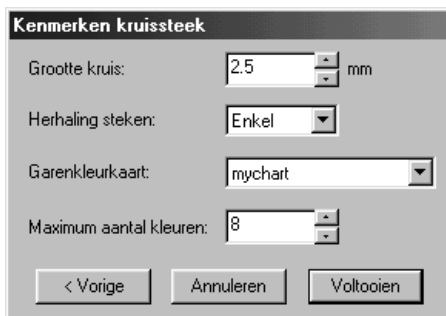 Kenmerken kruissteek
Grootte kruis: 2.5 mm
Herhaling steken: Enkel
Garenkleurkaart: mychart
Maximum aantal kleuren: 8
< Vorige Annuleren Voltooien